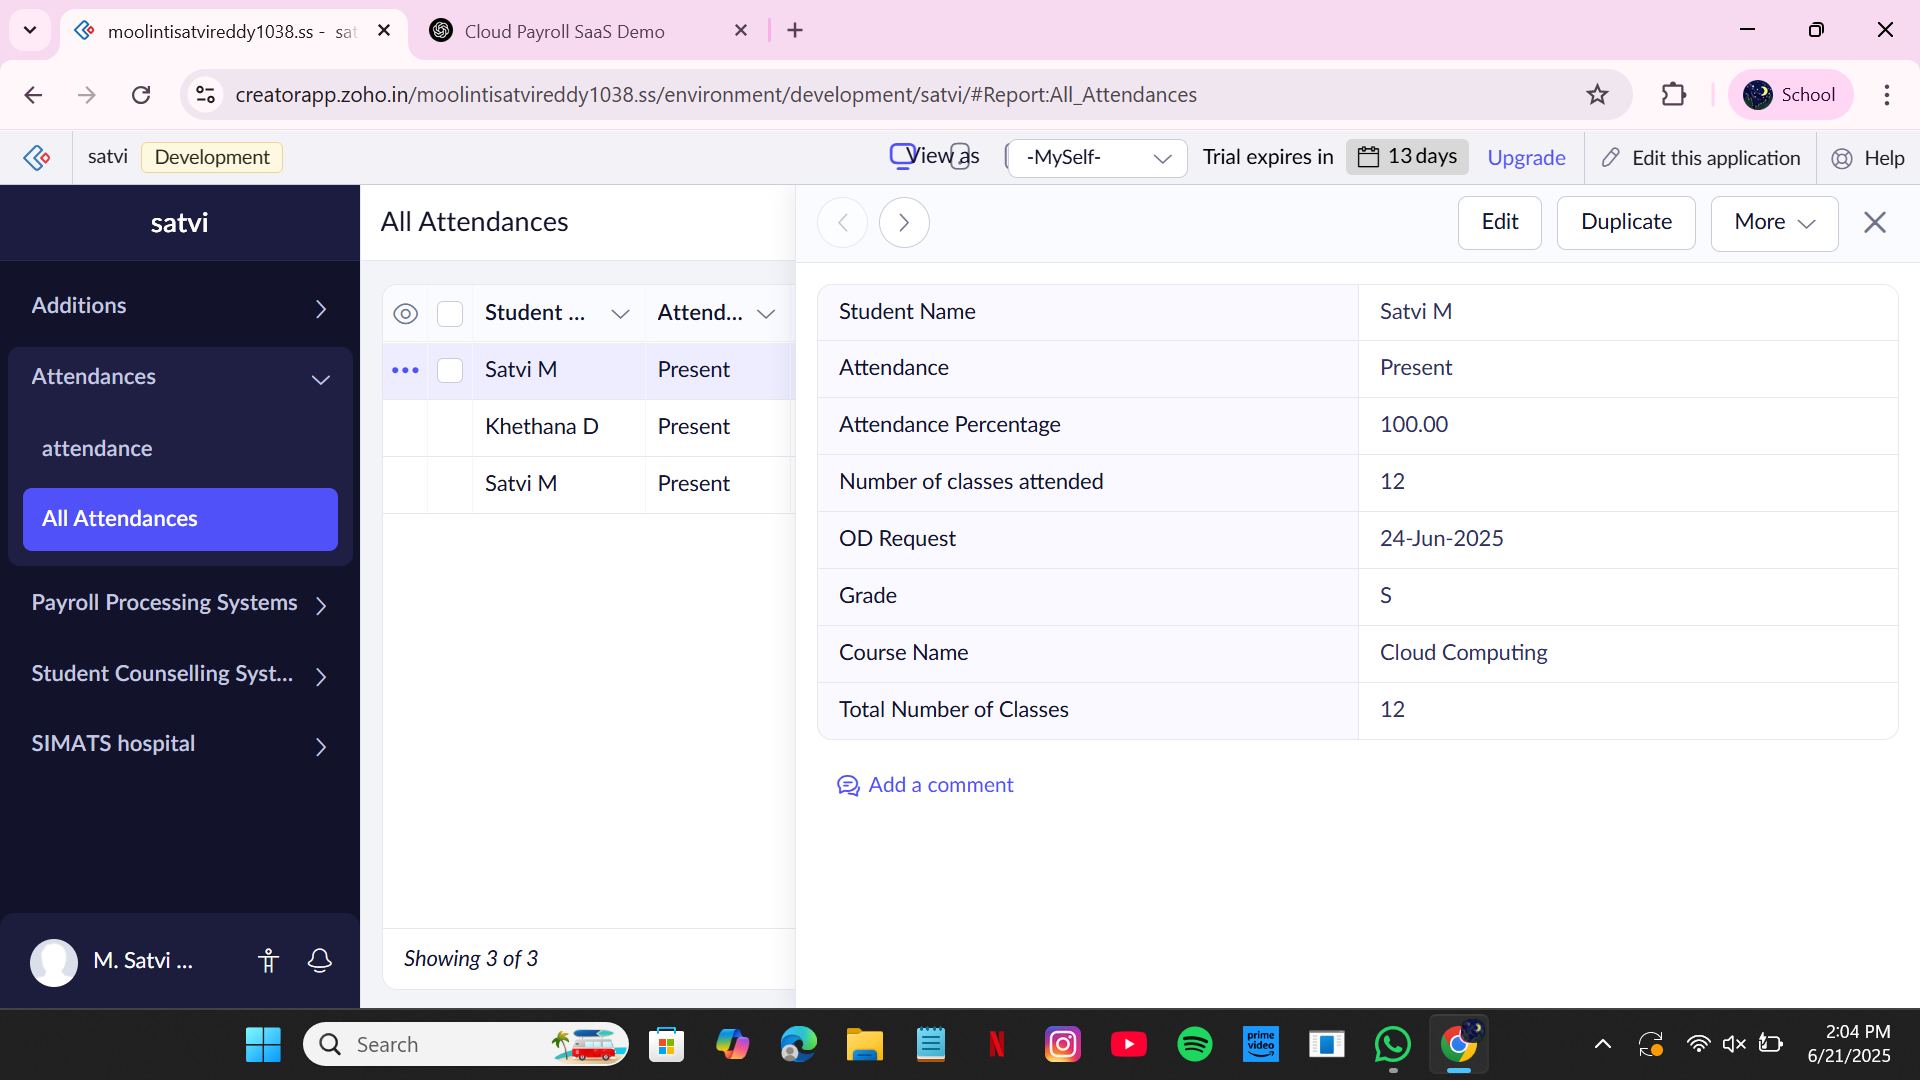 moolintisatvireddy1038.ss - sat
Cloud Payroll SaaS Demo
creatorapp.zoho.in/moolintisatvireddy1038.ss/environment/development/satvi/#Report:All_Attendances
School
satvi
Development
View as
-MySelf-
Trial expires in
13 days
Upgrade
Edit this application
Help
satvi
Additions
Attendances
attendance
All Attendances
Payroll Processing Systems
Student Counselling Syst...
SIMATS hospital
M. Satvi ...
All Attendances
Student ...
Attend...
Satvi M
Present
Khethana D
Present
Satvi M
Present
Showing 3 of 3
Edit
Duplicate
More
Student Name
Satvi M
Attendance
Present
Attendance Percentage
100.00
Number of classes attended
12
OD Request
24-Jun-2025
Grade
S
Course Name
Cloud Computing
Total Number of Classes
12
Add a comment
Search
N
prime video
2:04 PM
6/21/2025